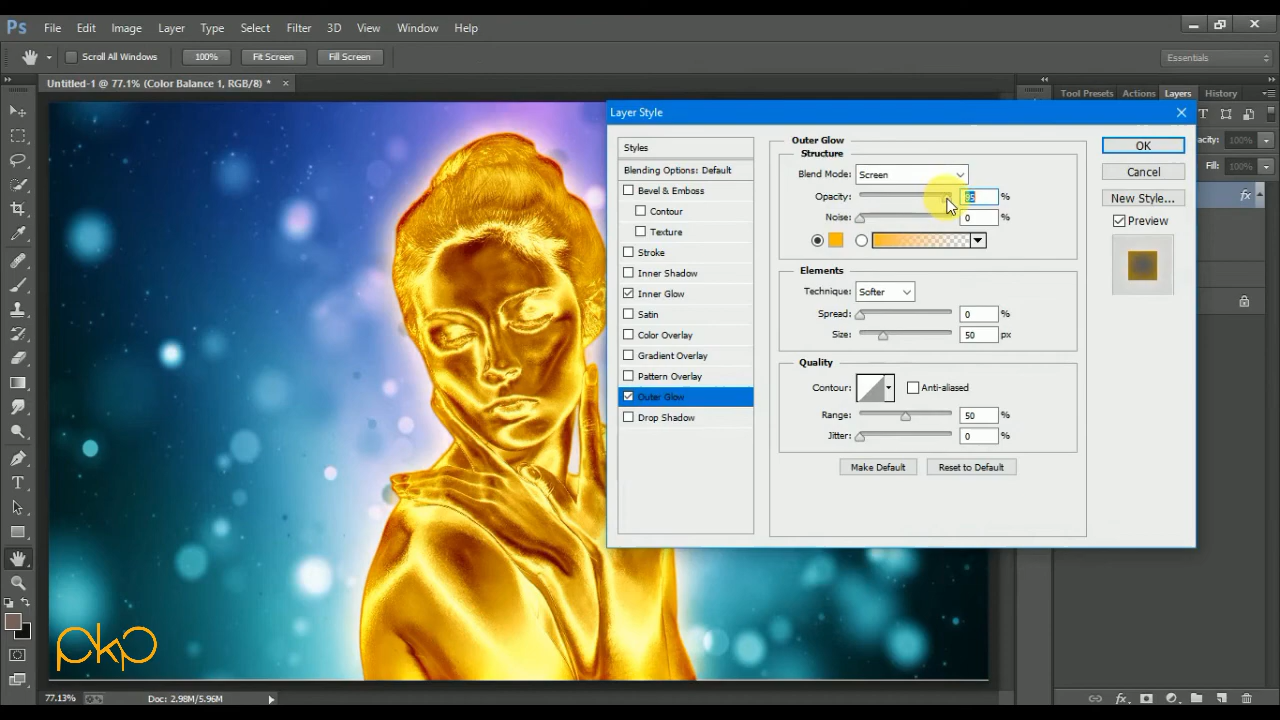 Ps File Edit Image Layer Type Select Filter 3D View Window Help
Scroll All Windows 100% Fit Screen Fill Screen Essentials
Untitled-1 @ 77.1% (Color Balance 1, RGB/8) *
Tool Presets Actions Layers History
Layer Style
Styles
Blending Options: Default
Bevel & Emboss
Contour
Texture
Stroke
Inner Shadow
Inner Glow
Satin
Color Overlay
Gradient Overlay
Pattern Overlay
Outer Glow
Drop Shadow
Outer Glow
Structure
Blend Mode: Screen
Opacity: 95 %
Noise: 0 %
Elements
Technique: Softer
Spread: 0 %
Size: 50 px
Quality
Contour: Anti-aliased
Range: 50 %
Jitter: 0 %
Make Default Reset to Default
OK
Cancel
New Style...
Preview
T
acity: 100%
Fill: 100%
fx
T
pkp
77.13% Doc: 2.98M/5.96M
fx